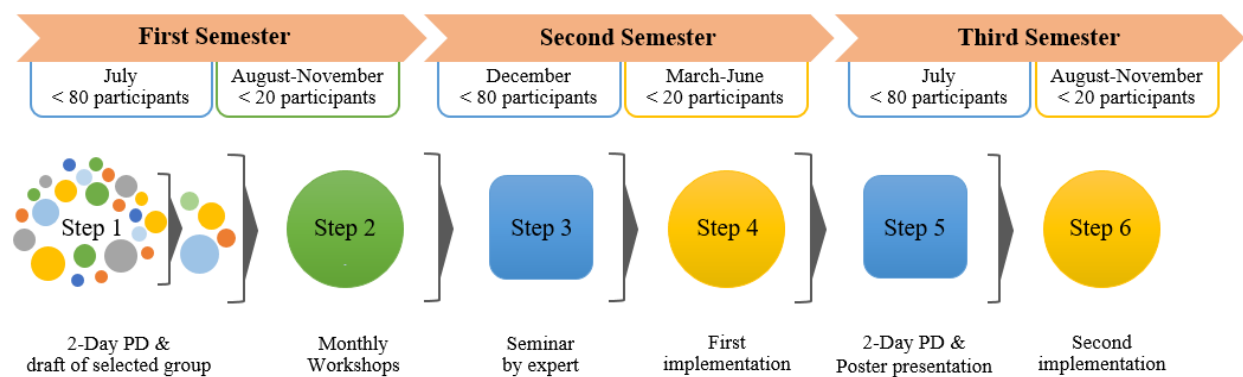 First Semester
Second Semester
Third Semester
July
< 80 participants
August-November
< 20 participants
December
< 80 participants
March-June
< 20 participants
July
< 80 participants
August-November
< 20 participants
Step 1
Step 2
Step 3
Step 4
Step 5
Step 6
2-Day PD &
draft of selected group
Monthly
Workshops
Seminar
by expert
First
implementation
2-Day PD &
Poster presentation
Second
implementation